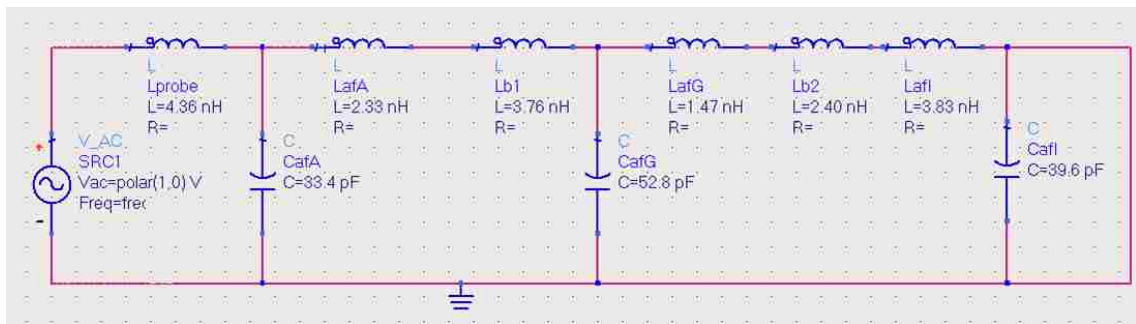 L
Lprobe
L=4.36 nH
R=
L
LafA
L=2.33 nH
R=
L
Lb1
L=3.76 nH
R=
L
LafG
L=1.47 nH
R=
L
Lb2
L=2.40 nH
R=
L
LafI
L=3.83 nH
R=
V_AC
SRC1
Vac=polar(1,0) V
Freq=freq
C
CafA
C=33.4 pF
C
CafG
C=52.8 pF
C
CafI
C=39.6 pF